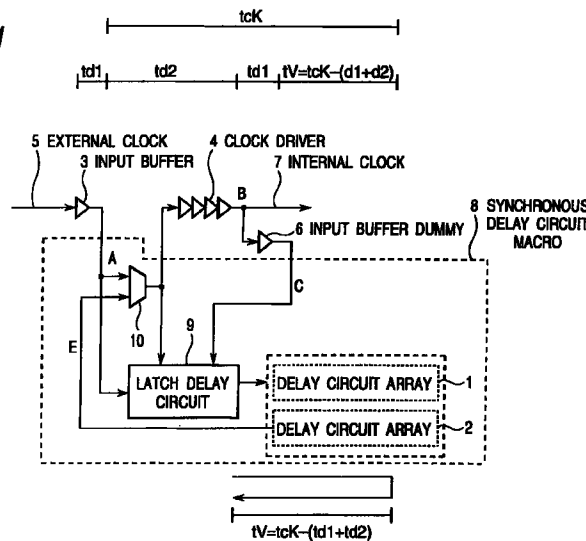 tcK
td1
td2
td1
tV=tcK-(d1+d2)
5 EXTERNAL CLOCK
3 INPUT BUFFER
4 CLOCK DRIVER
7 INTERNAL CLOCK
B
6 INPUT BUFFER DUMMY
8 SYNCHRONOUS
DELAY CIRCUIT
MACRO
A
10
C
E
9
LATCH DELAY
CIRCUIT
DELAY CIRCUIT ARRAY
1
DELAY CIRCUIT ARRAY
2
tV=tcK-(td1+td2)